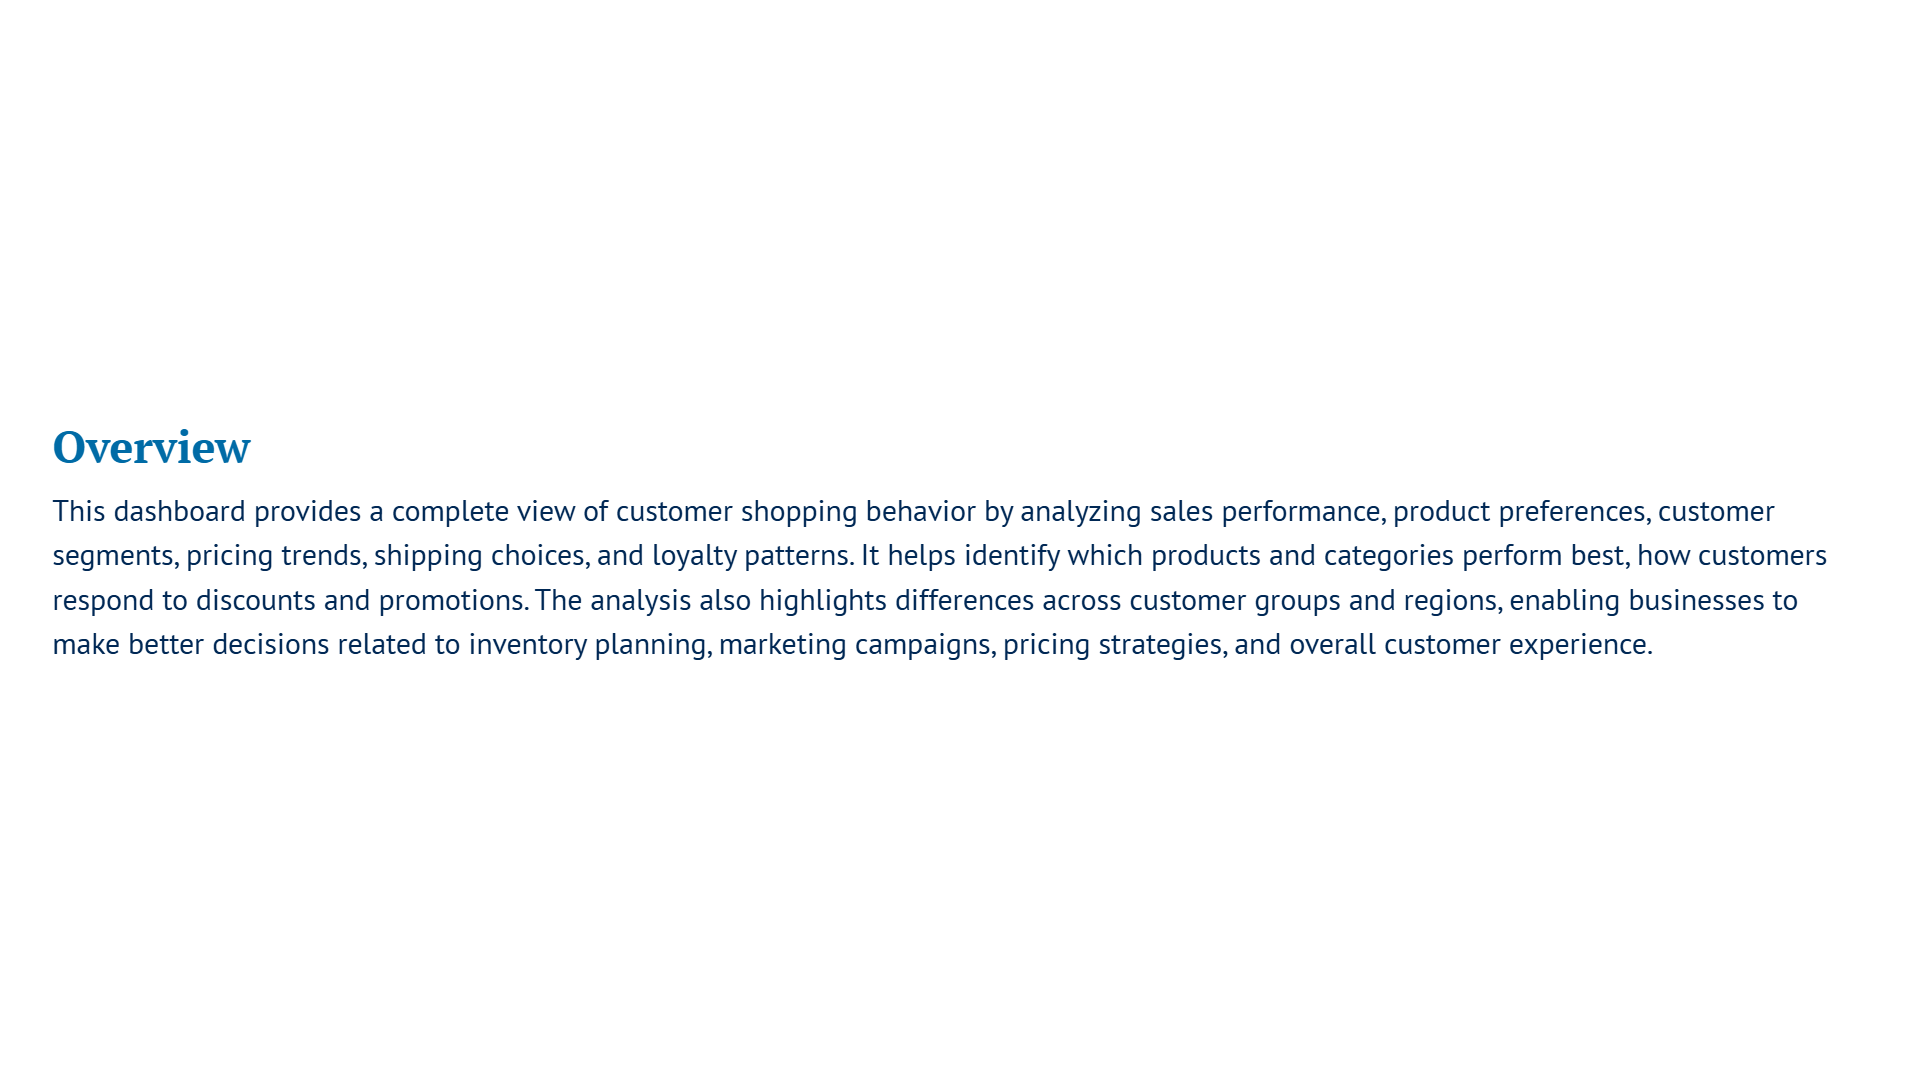 Overview
This dashboard provides a complete view of customer shopping behavior by analyzing sales performance, product preferences, customer
segments, pricing trends, shipping choices, and loyalty patterns. It helps identify which products and categories perform best, how customers
respond to discounts and promotions. The analysis also highlights differences across customer groups and regions, enabling businesses to
make better decisions related to inventory planning, marketing campaigns, pricing strategies, and overall customer experience.